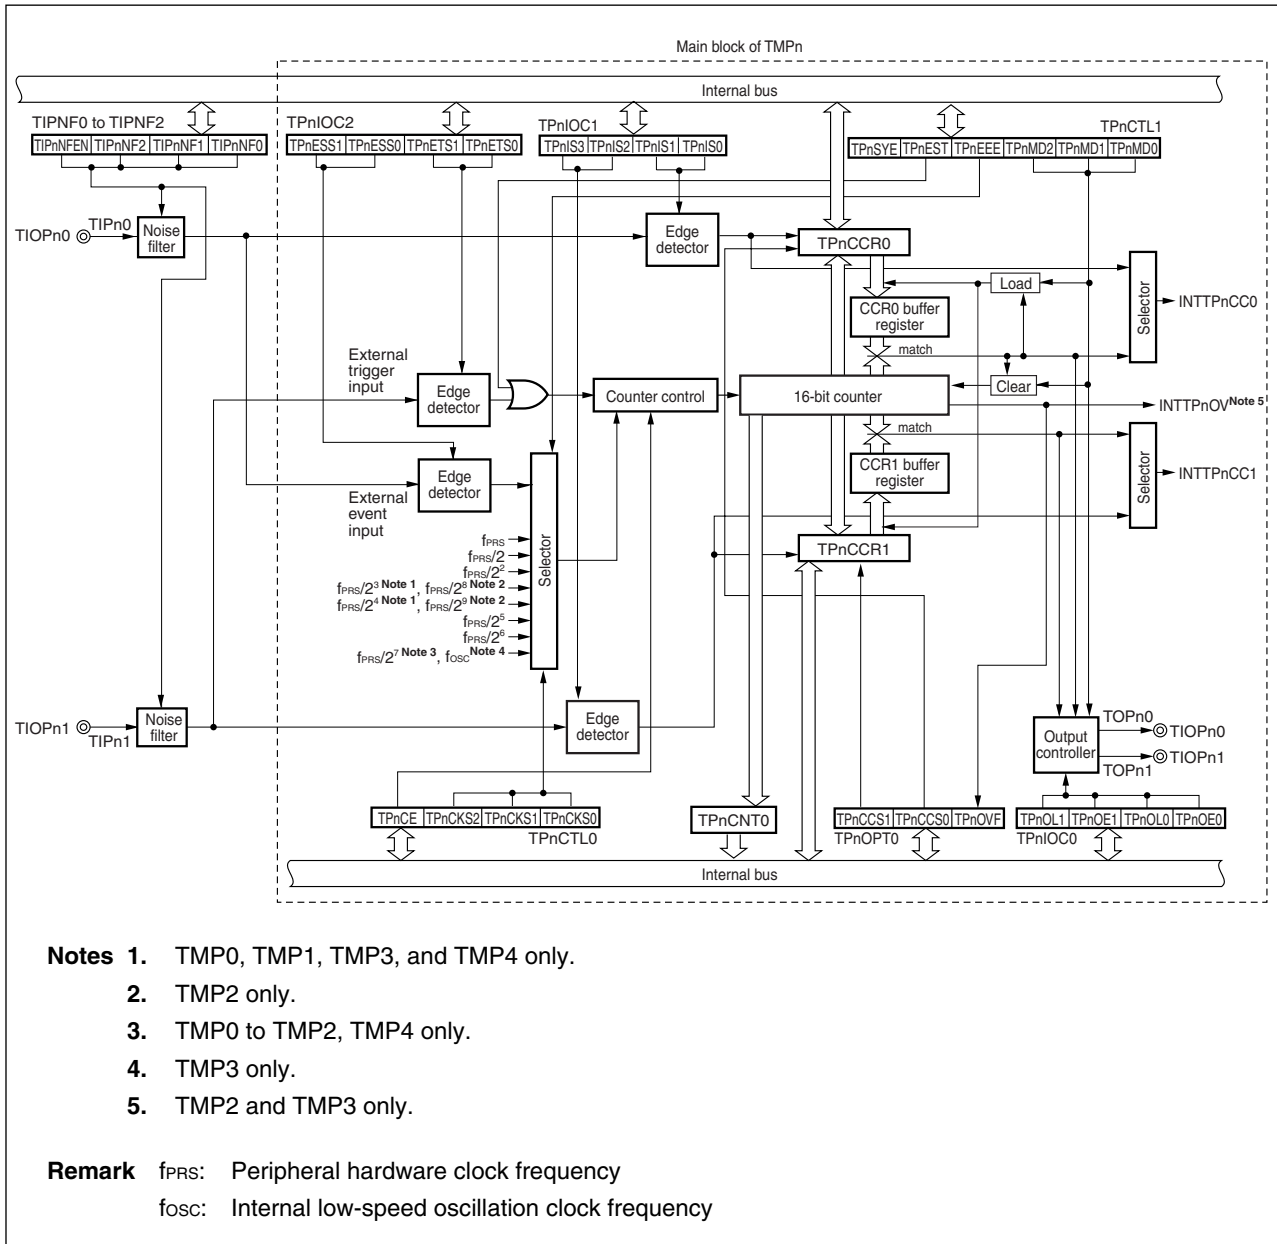 Main block of TMPn
Internal bus
TIPNF0 to TIPNF2
TIPnNFEN TIPnNF2 TIPnNF1 TIPnNF0
TPnIOC2
TPnESS1 TPnESS0 TPnETS1 TPnETS0
TPnIOC1
TPnIS3 TPnIS2 TPnIS1 TPnIS0
TPnCTL1
TPnSYE TPnEST TPnEEE TPnMD2 TPnMD1 TPnMD0
TIOPn0
TIPn0
Noise
filter
Edge
detector
TPnCCR0
Load
CCR0 buffer
register
Selector
INTTPnCC0
match
External
trigger
input
Edge
detector
Counter control
16-bit counter
Clear
INTTPnOV Note 5
match
External
event
input
Edge
detector
CCR1 buffer
register
Selector
INTTPnCC1
TPnCCR1
fPRS
fPRS/2
fPRS/2²
fPRS/2³ Note 1, fPRS/2⁸ Note 2
fPRS/2⁴ Note 1, fPRS/2⁹ Note 2
fPRS/2⁵
fPRS/2⁶
fPRS/2⁷ Note 3, fOSC Note 4
Selector
TIOPn1
TIPn1
Noise
filter
Edge
detector
Output
controller
TOPn0
TIOPn0
TOPn1
TIOPn1
TPnCE TPnCKS2 TPnCKS1 TPnCKS0
TPnCTL0
TPnCNT0
TPnCCS1 TPnCCS0 TPnOVF
TPnOPT0
TPnOL1 TPnOE1 TPnOL0 TPnOE0
TPnIOC0
Internal bus
Notes 1. TMP0, TMP1, TMP3, and TMP4 only.
2. TMP2 only.
3. TMP0 to TMP2, TMP4 only.
4. TMP3 only.
5. TMP2 and TMP3 only.
Remark fPRS: Peripheral hardware clock frequency
fOSC: Internal low-speed oscillation clock frequency